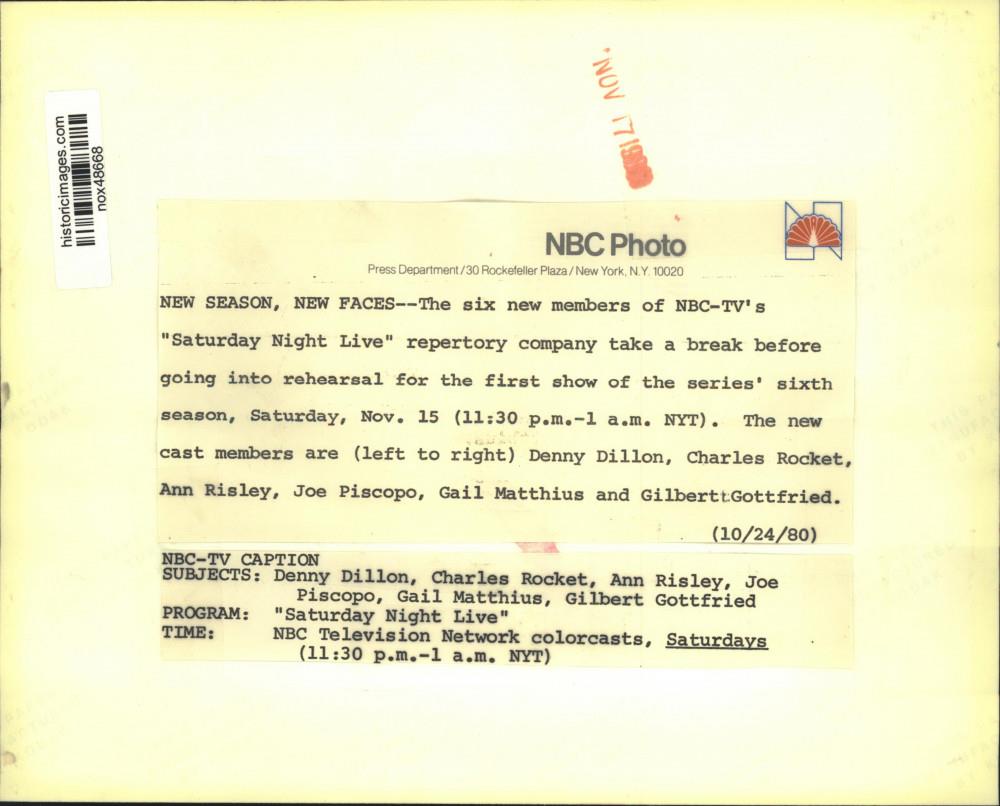 historicimages.com
nox48668
NOV 17 1980
NBC Photo
Press Department/30 Rockefeller Plaza/New York, N.Y. 10020
NEW SEASON, NEW FACES--The six new members of NBC-TV's
"Saturday Night Live" repertory company take a break before
going into rehearsal for the first show of the series' sixth
season, Saturday, Nov. 15 (11:30 p.m.-1 a.m. NYT). The new
cast members are (left to right) Denny Dillon, Charles Rocket,
Ann Risley, Joe Piscopo, Gail Matthius and GilberttGottfried.
(10/24/80)
NBC-TV CAPTION
SUBJECTS: Denny Dillon, Charles Rocket, Ann Risley, Joe
Piscopo, Gail Matthius, Gilbert Gottfried
PROGRAM: "Saturday Night Live"
TIME: NBC Television Network colorcasts, Saturdays
(11:30 p.m.-1 a.m. NYT)